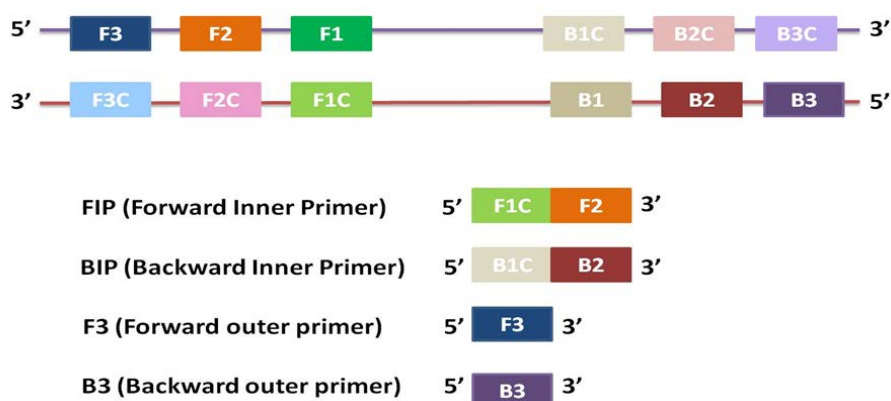 5’ F3 F2 F1 B1C B2C B3C 3’
3’ F3C F2C F1C B1 B2 B3 5’
FIP (Forward Inner Primer) 5’ F1C F2 3’
BIP (Backward Inner Primer) 5’ B1C B2 3’
F3 (Forward outer primer) 5’ F3 3’
B3 (Backward outer primer) 5’ B3 3’